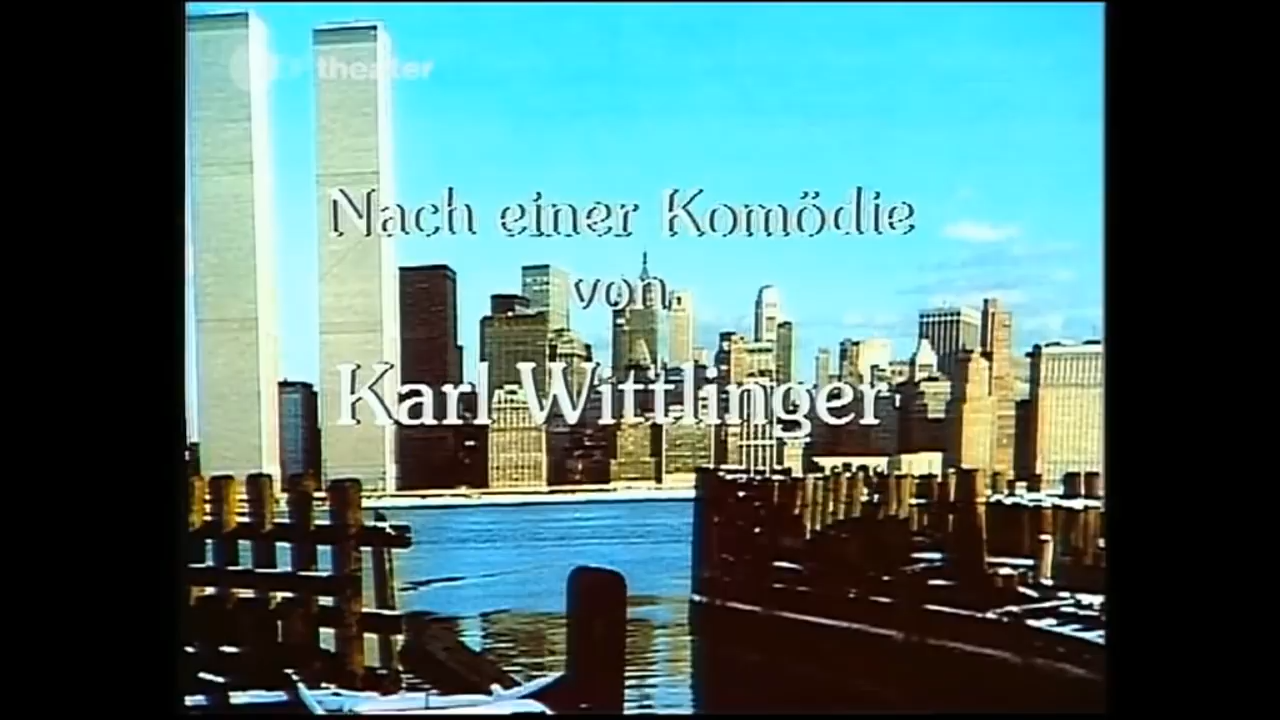 theater
Nach einer Komödie
von
Karl Wittlinger